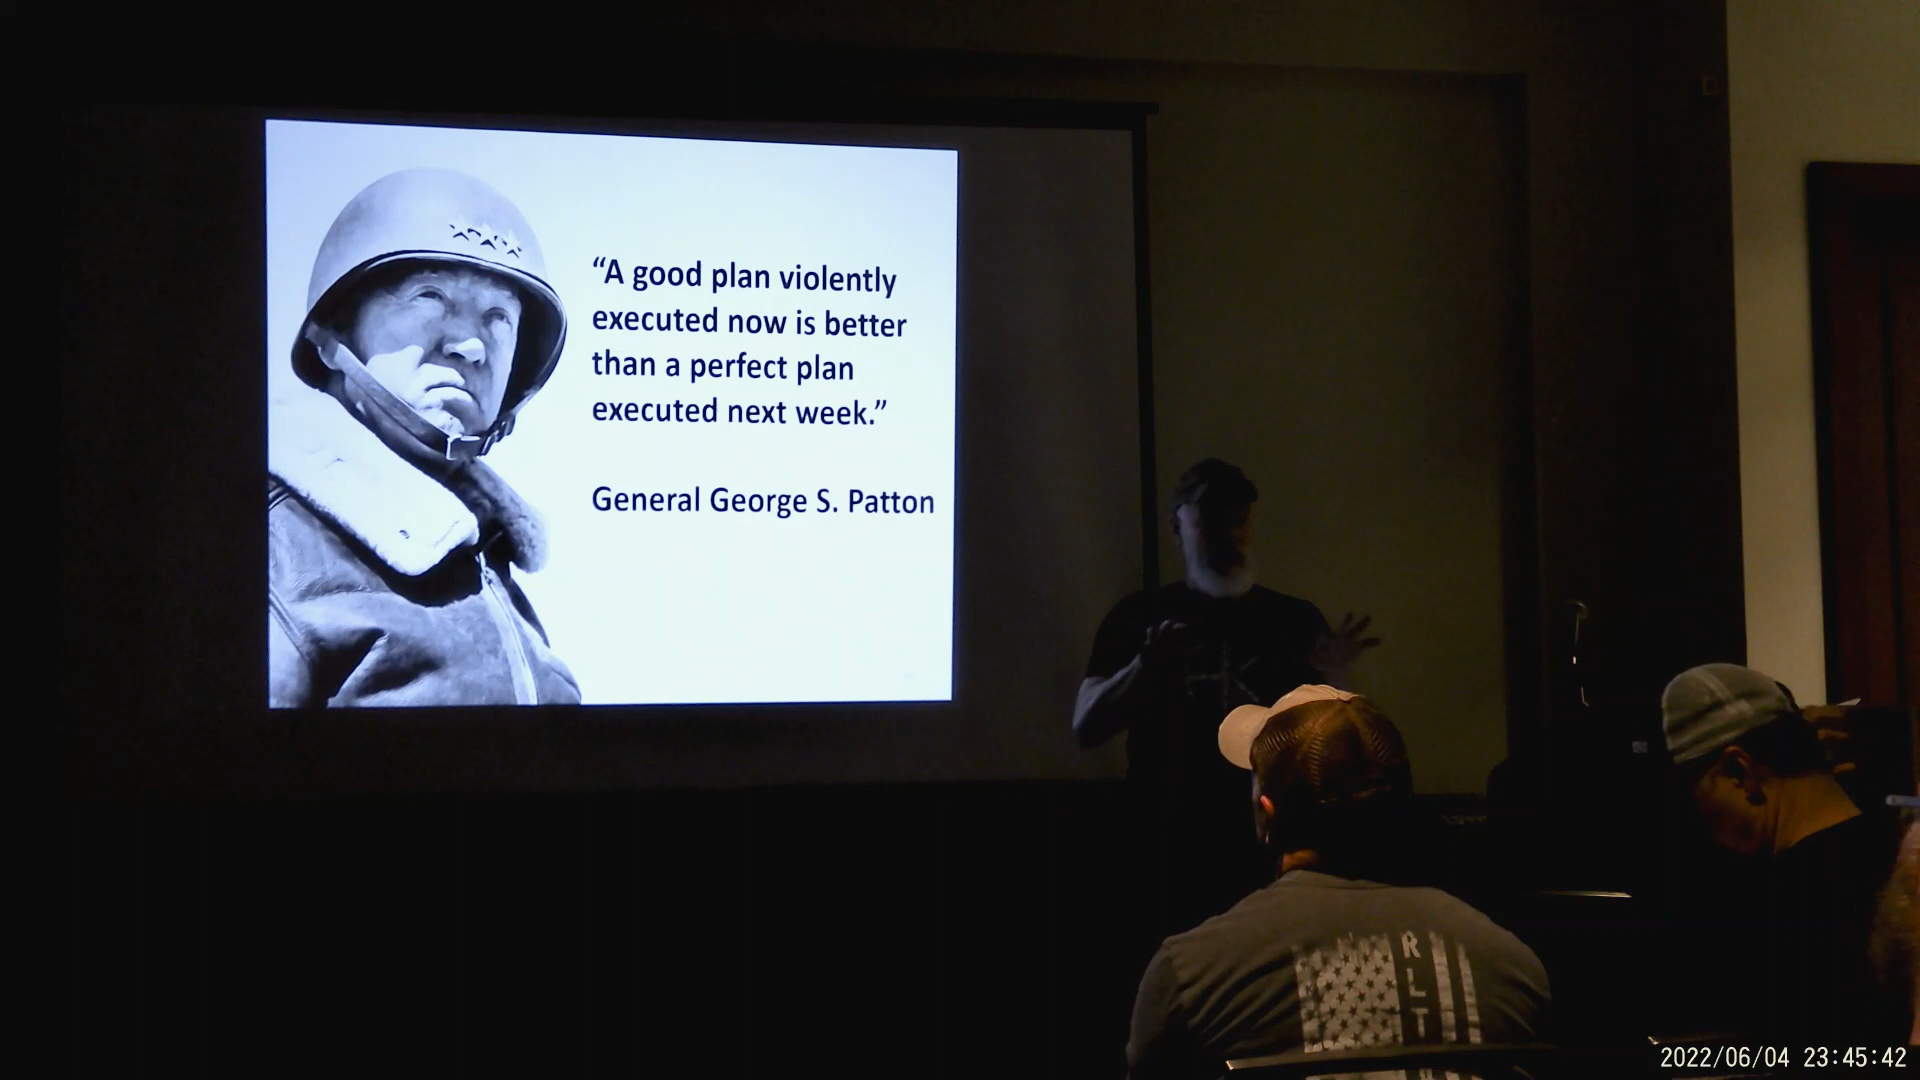 “A good plan violently
executed now is better
than a perfect plan
executed next week.”
General George S. Patton
R
L
T
2022/06/04 23:45:42